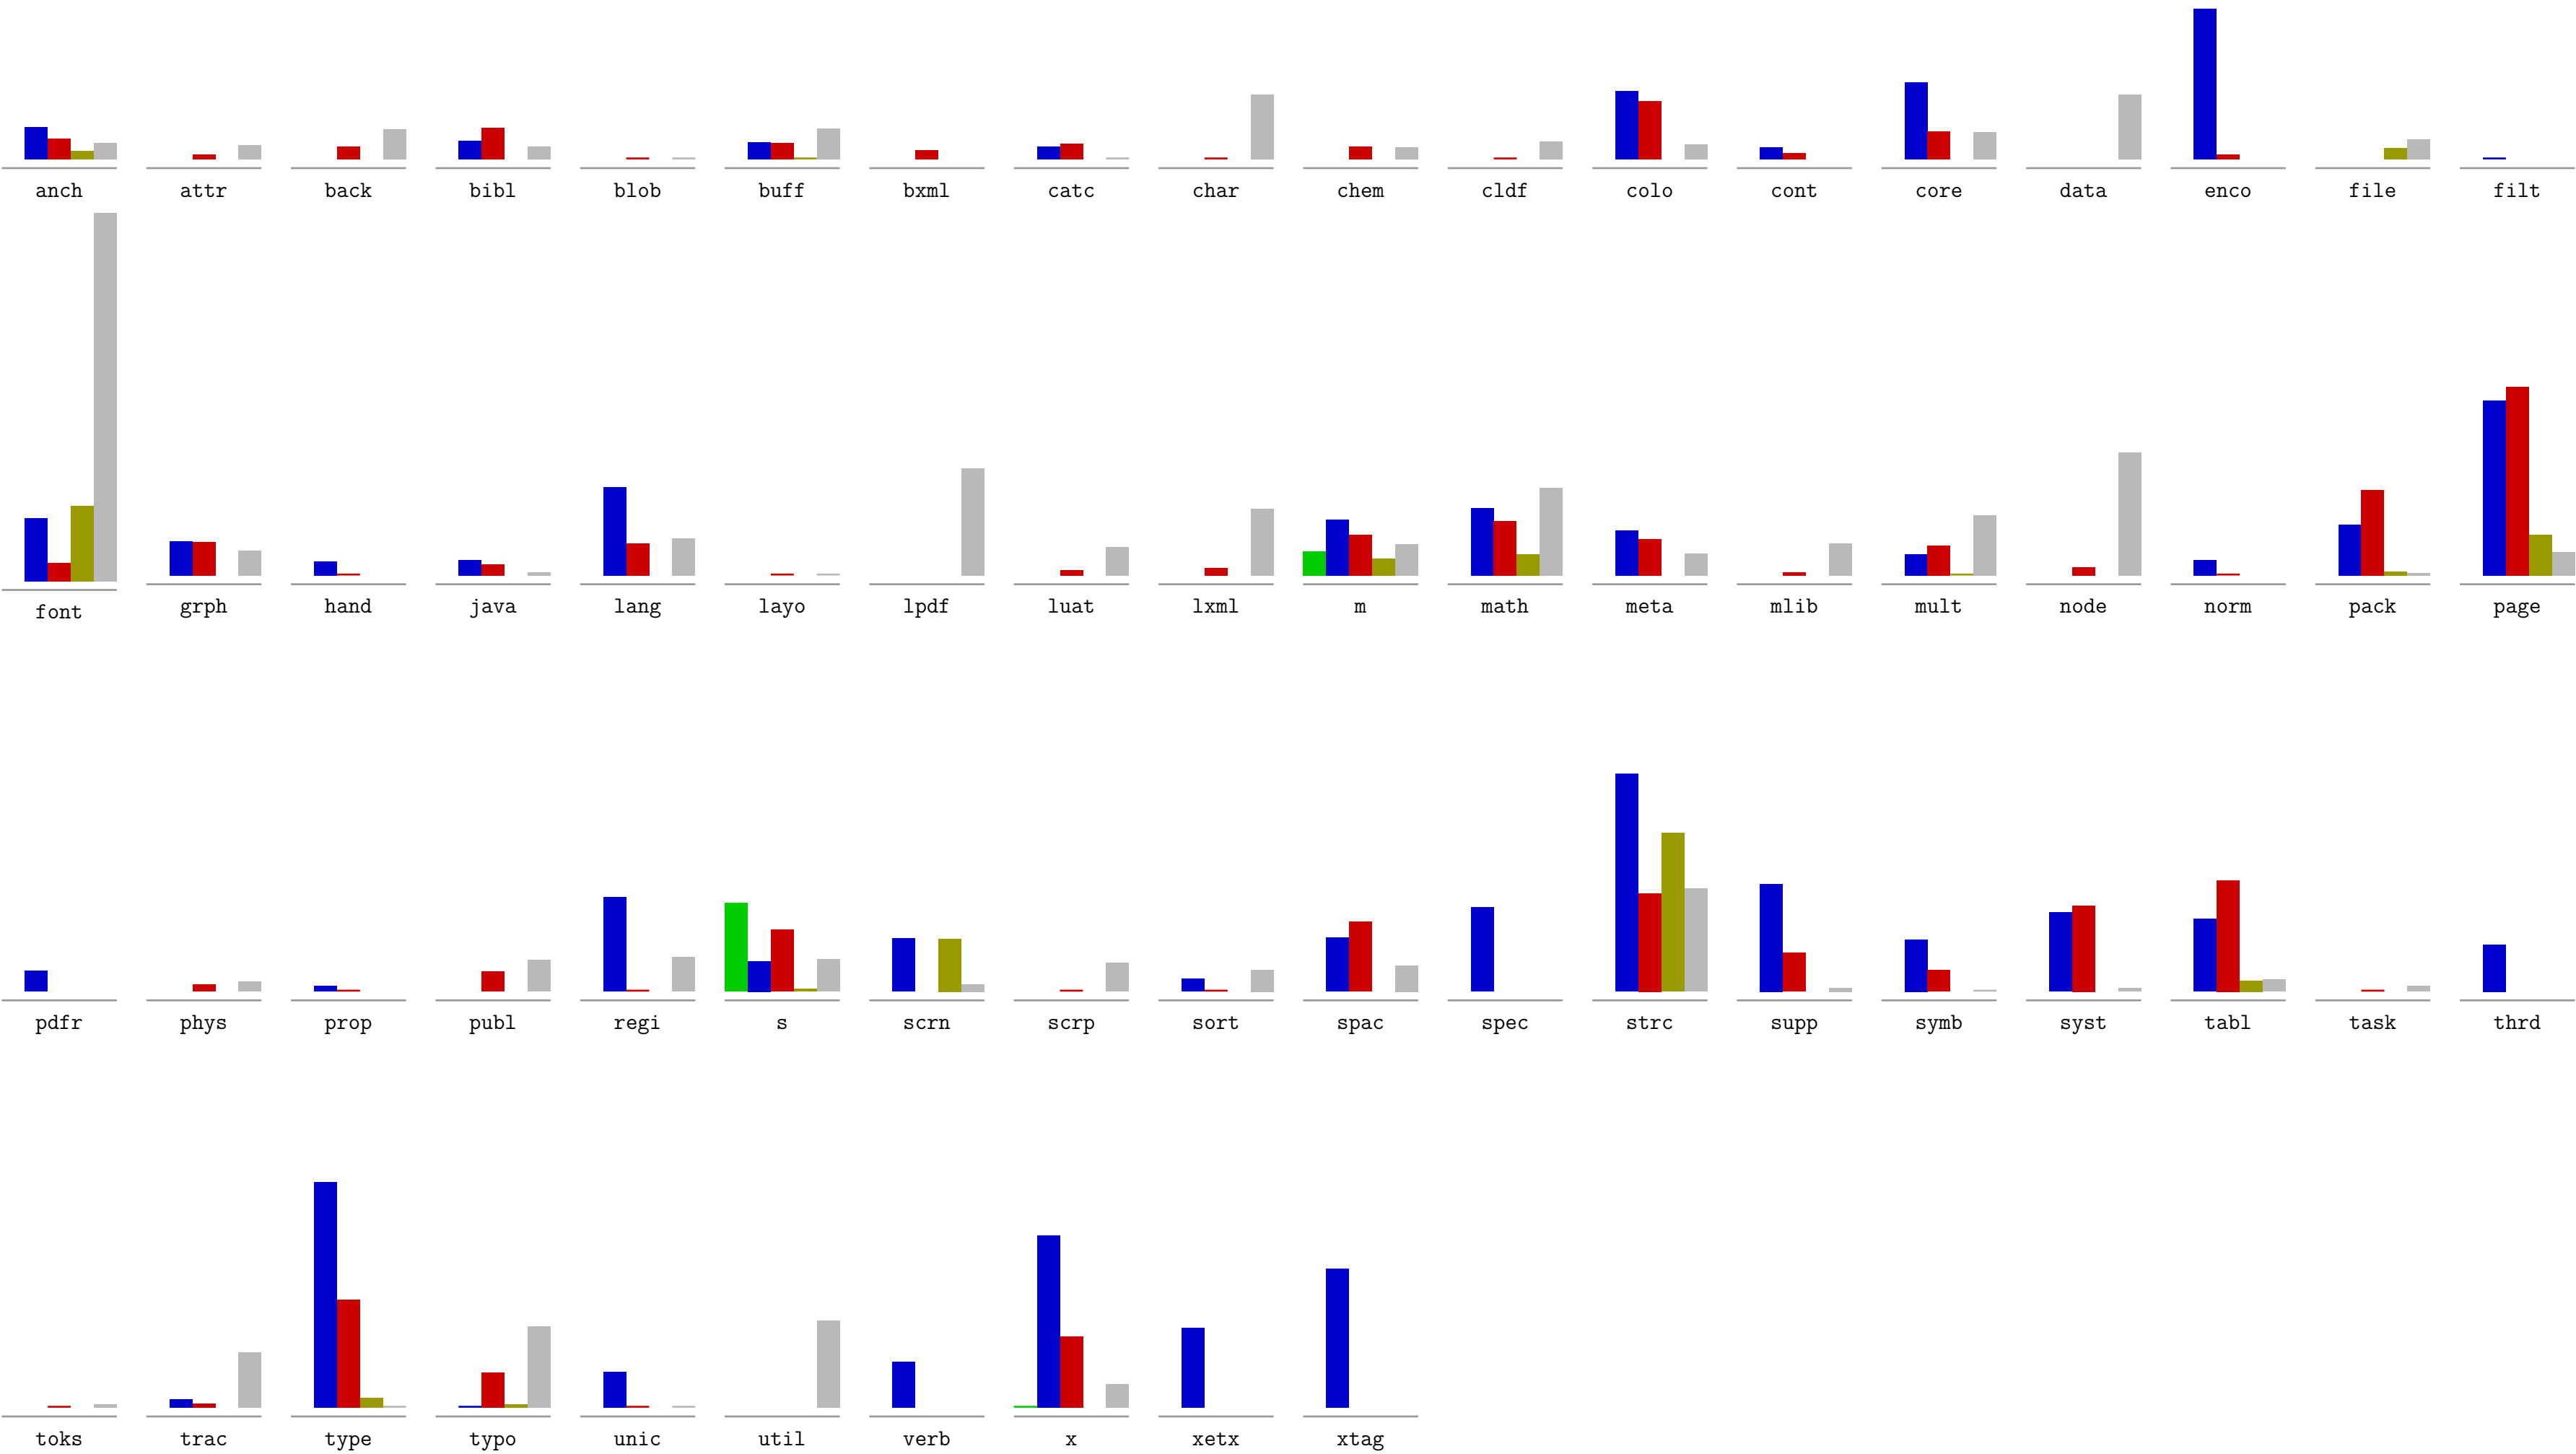 anch attr back bibl blob buff bxml catc char chem cldf colo cont core data enco file filt
font grph hand java lang layo lpdf luat lxml m math meta mlib mult node norm pack page
pdfr phys prop publ regi s scrn scrp sort spac spec strc supp symb syst tabl task thrd
toks trac type typo unic util verb x xetx xtag